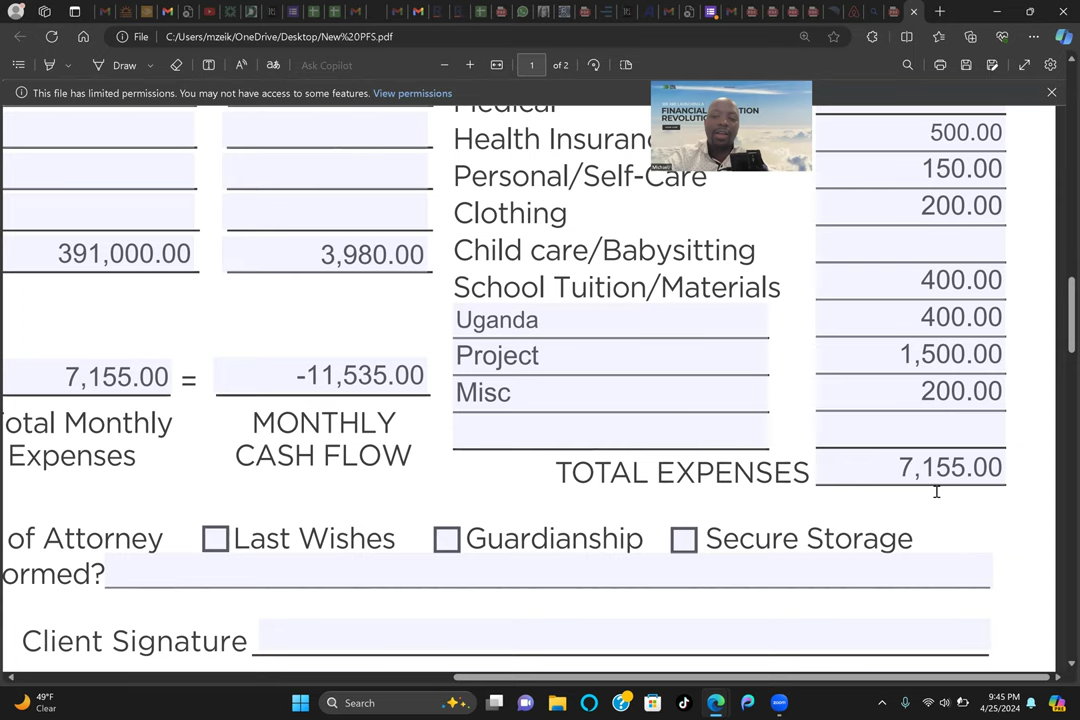 File C:/Users/mzeik/OneDrive/Desktop/New%20PFS.pdf
Draw
Ask Copilot
1 of 2
This file has limited permissions. You may not have access to some features. View permissions
Medical
Health Insuran 500.00
Personal/Self-Care 150.00
Clothing 200.00
391,000.00 3,980.00 Child care/Babysitting
School Tuition/Materials 400.00
Uganda 400.00
Project 1,500.00
7,155.00 = -11,535.00 Misc 200.00
otal Monthly
Expenses
MONTHLY
CASH FLOW
TOTAL EXPENSES 7,155.00
of Attorney Last Wishes Guardianship Secure Storage
ormed?
Client Signature
FINANCIAL
REVOLU
49°F
Clear
Search
zoom
9:45 PM
4/25/2024